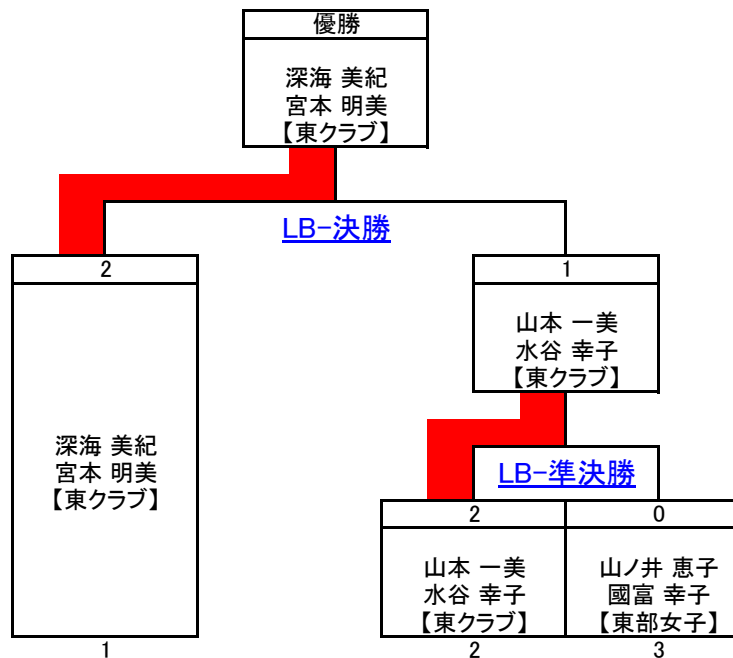 優勝
深海 美紀
宮本 明美
【東クラブ】
LB-決勝
2
1
山本 一美
水谷 幸子
【東クラブ】
深海 美紀
宮本 明美
【東クラブ】
LB-準決勝
2
0
山本 一美
水谷 幸子
【東クラブ】
山ノ井 恵子
國富 幸子
【東部女子】
1
2
3